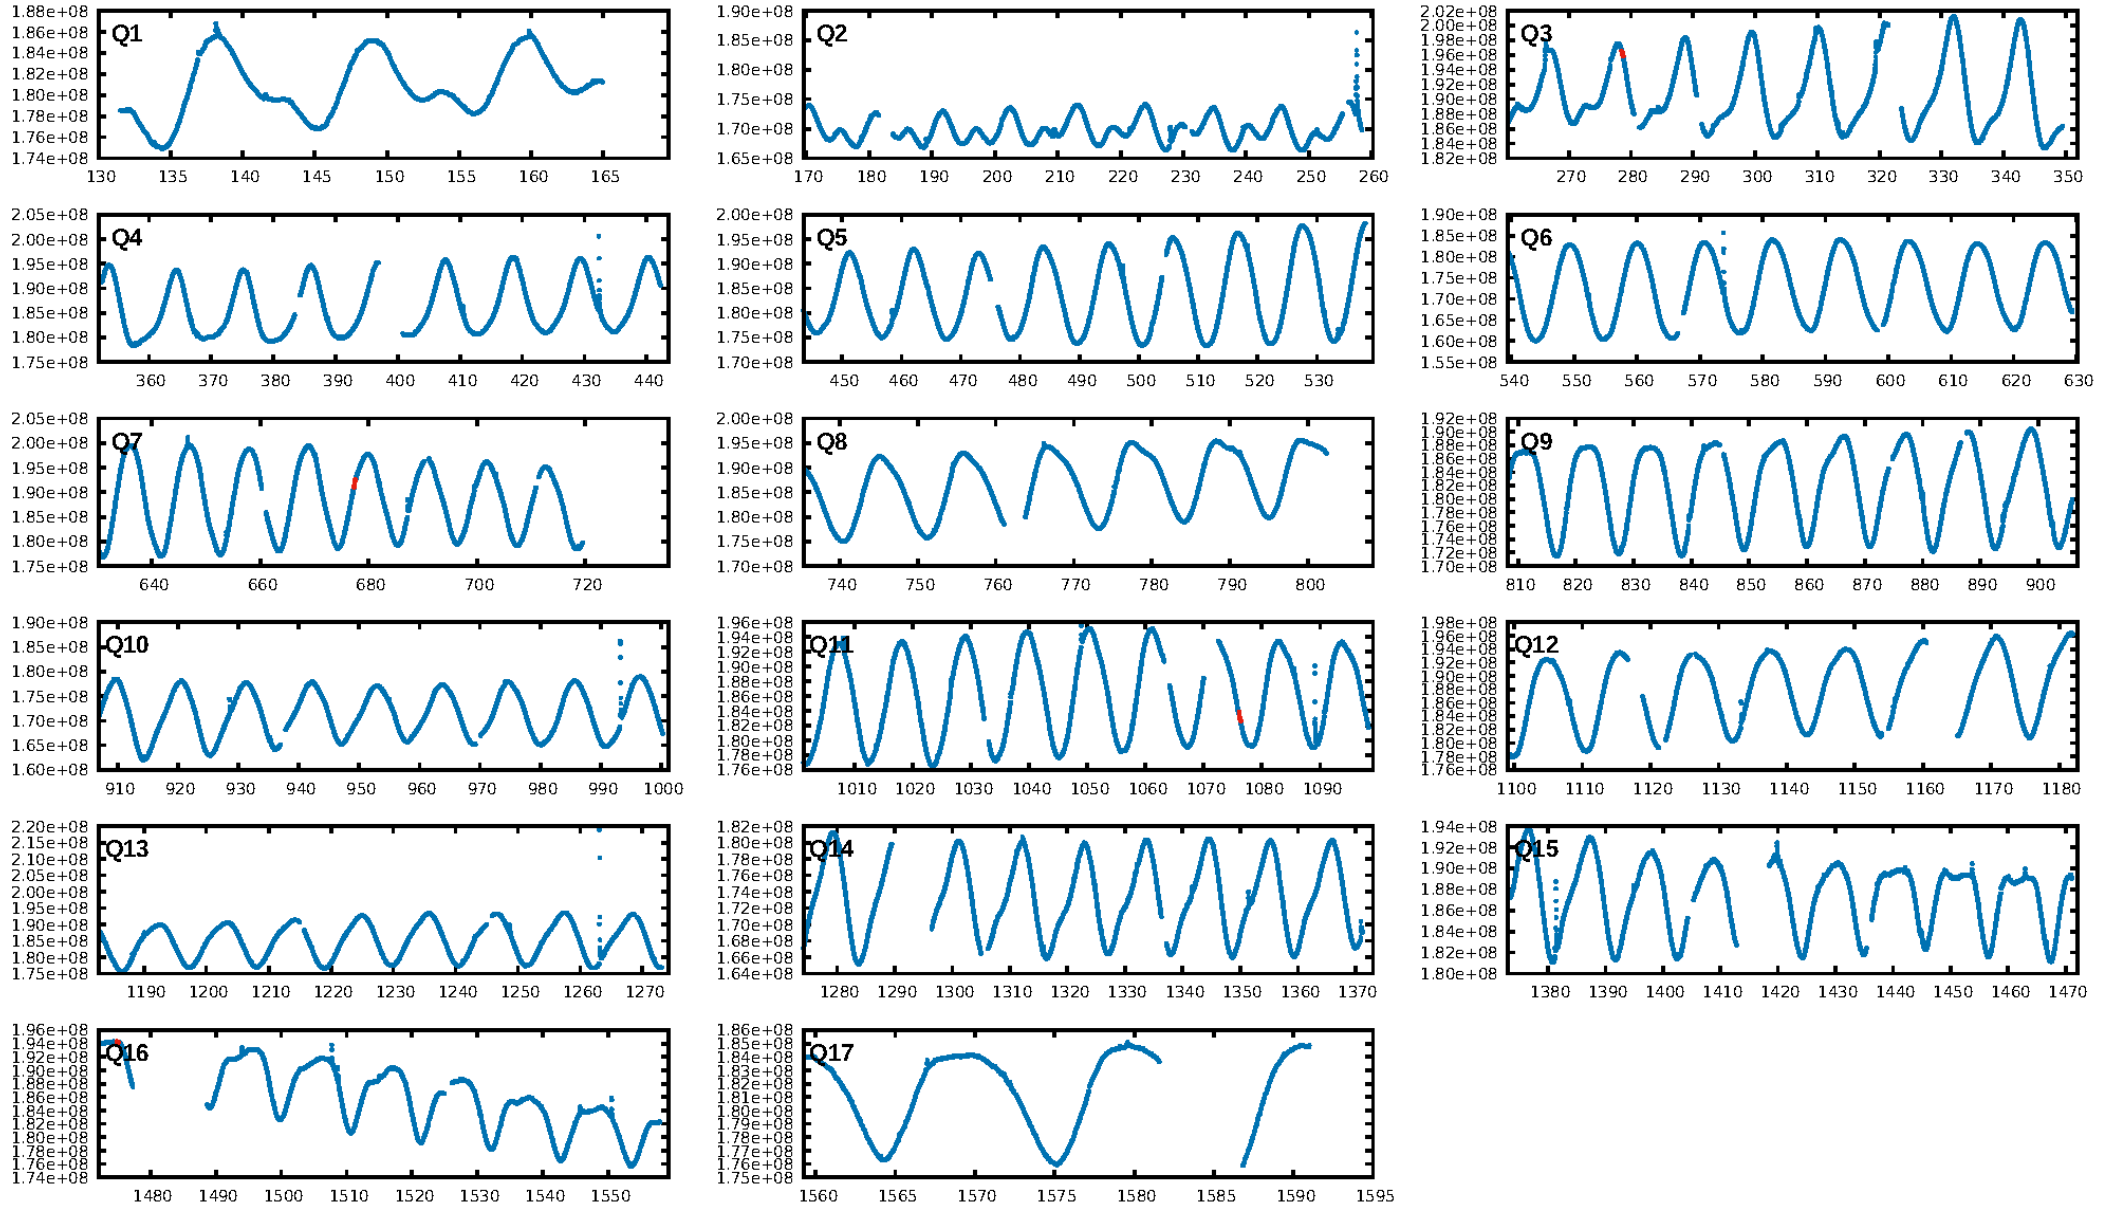 1.88e+08
1.86e+08
Q1
1.84e+08
1.82e+08
1.80e+08
1.78e+08
1.76e+08
1.74e+08
130 135 140 145 150 155 160 165
1.90e+08
1.85e+08
Q2
1.80e+08
1.75e+08
1.70e+08
1.65e+08
170 180 190 200 210 220 230 240 250 260
2.02e+08
2.00e+08
Q3
1.98e+08
1.96e+08
1.94e+08
1.92e+08
1.90e+08
1.88e+08
1.86e+08
1.84e+08
1.82e+08
270 280 290 300 310 320 330 340 350
2.05e+08
2.00e+08
Q4
1.95e+08
1.90e+08
1.85e+08
1.80e+08
1.75e+08
360 370 380 390 400 410 420 430 440
2.00e+08
1.95e+08
Q5
1.90e+08
1.85e+08
1.80e+08
1.75e+08
1.70e+08
450 460 470 480 490 500 510 520 530
1.90e+08
1.85e+08
Q6
1.80e+08
1.75e+08
1.70e+08
1.65e+08
1.60e+08
1.55e+08
540 550 560 570 580 590 600 610 620 630
2.05e+08
2.00e+08
Q7
1.95e+08
1.90e+08
1.85e+08
1.80e+08
1.75e+08
640 660 680 700 720
2.00e+08
1.95e+08
Q8
1.90e+08
1.85e+08
1.80e+08
1.75e+08
1.70e+08
740 750 760 770 780 790 800
1.92e+08
1.90e+08
Q9
1.88e+08
1.86e+08
1.84e+08
1.82e+08
1.80e+08
1.78e+08
1.76e+08
1.74e+08
1.72e+08
1.70e+08
810 820 830 840 850 860 870 880 890 900
1.90e+08
1.85e+08
Q10
1.80e+08
1.75e+08
1.70e+08
1.65e+08
1.60e+08
910 920 930 940 950 960 970 980 990 1000
1.96e+08
1.94e+08
Q11
1.92e+08
1.90e+08
1.88e+08
1.86e+08
1.84e+08
1.82e+08
1.80e+08
1.78e+08
1.76e+08
1010 1020 1030 1040 1050 1060 1070 1080 1090
1.98e+08
1.96e+08
Q12
1.94e+08
1.92e+08
1.90e+08
1.88e+08
1.86e+08
1.84e+08
1.82e+08
1.80e+08
1.78e+08
1.76e+08
1100 1110 1120 1130 1140 1150 1160 1170 1180
2.20e+08
2.15e+08
Q13
2.10e+08
2.05e+08
2.00e+08
1.95e+08
1.90e+08
1.85e+08
1.80e+08
1.75e+08
1190 1200 1210 1220 1230 1240 1250 1260 1270
1.82e+08
1.80e+08
Q14
1.78e+08
1.76e+08
1.74e+08
1.72e+08
1.70e+08
1.68e+08
1.66e+08
1.64e+08
1280 1290 1300 1310 1320 1330 1340 1350 1360 1370
1.94e+08
1.92e+08
Q15
1.90e+08
1.88e+08
1.86e+08
1.84e+08
1.82e+08
1.80e+08
1380 1390 1400 1410 1420 1430 1440 1450 1460 1470
1.96e+08
1.94e+08
Q16
1.92e+08
1.90e+08
1.88e+08
1.86e+08
1.84e+08
1.82e+08
1.80e+08
1.78e+08
1.76e+08
1.74e+08
1480 1490 1500 1510 1520 1530 1540 1550
1.86e+08
1.85e+08
Q17
1.84e+08
1.83e+08
1.82e+08
1.81e+08
1.80e+08
1.79e+08
1.78e+08
1.77e+08
1.76e+08
1.75e+08
1560 1565 1570 1575 1580 1585 1590 1595